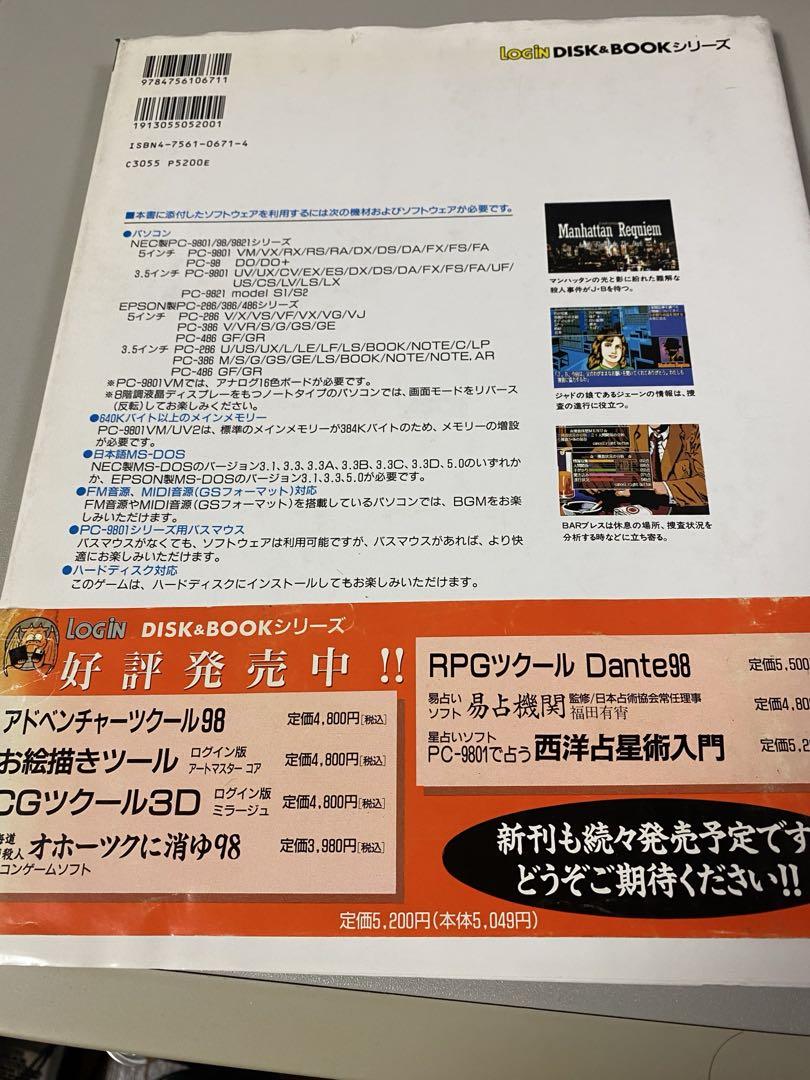 LOGiN DISK&BOOKシリーズ
9784756106711
1913055052001
ISBN4-7561-0671-4
C3055 P5200E
■本書に添付したソフトウェアを利用するには次の機材およびソフトウェアが必要です。
●パソコン
NEC製PC-9801/98/9821シリーズ
5インチ PC-9801 VM/VX/RX/RS/RA/DX/DS/DA/FX/FS/FA
PC-98 DO/DO+
3.5インチ PC-9801 UV/UX/CV/EX/ES/DX/DS/DA/FX/FS/FA/UF/
US/CS/LV/LS/LX
PC-9821 model S1/S2
EPSON製PC-286/386/486シリーズ
5インチ PC-286 V/X/VS/VF/VX/VG/VJ
PC-386 V/VR/S/G/GS/GE
PC-486 GF/GR
3.5インチ PC-286 U/US/UX/L/LE/LF/LS/BOOK/NOTE/C/LP
PC-386 M/S/G/GS/GE/LS/BOOK/NOTE/NOTE.AR
PC-486 GF/GR
※PC-9801VMでは、アナログ16色ボードが必要です。
※8階調液晶ディスプレーをもつノートタイプのパソコンでは、画面モードをリバース
(反転)してお楽しみください。
●640Kバイト以上のメインメモリー
PC-9801VM/UV2は、標準のメインメモリーが384Kバイトのため、メモリーの増設
が必要です。
●日本語MS-DOS
NEC製MS-DOSのバージョン3.1、3.3、3.3A、3.3B、3.3C、3.3D、5.0のいずれか
か、EPSON製MS-DOSのバージョン3.1、3.3、5.0が必要です。
●FM音源、MIDI音源(GSフォーマット)対応
FM音源やMIDI音源(GSフォーマット)を搭載しているパソコンでは、BGMをお楽
しみいただけます。
●PC-9801シリーズ用バスマウス
バスマウスがなくても、ソフトウェアは利用可能ですが、バスマウスがあれば、より快
適にお楽しみいただけます。
●ハードディスク対応
このゲームは、ハードディスクにインストールしてもお楽しみいただけます。
Manhattan Requiem
マンハッタンの光と影に紛れた難解な
殺人事件がJ・Bを待つ。
ジャドの娘であるジェーンの情報は、捜
査の進行に役立つ。
BARプレスは休息の場所、捜査状況を
分析する時などに立ち寄る。
LOGiN DISK&BOOKシリーズ
好評発売中!!
アドベンチャーツクール98 定価4,800円[税込]
お絵描きツール ログイン版 アートマスター コア 定価4,800円[税込]
CGツクール3D ログイン版 ミラージュ 定価4,800円[税込]
殺人 オホーツクに消ゆ98 定価3,980円[税込]
コンゲームソフト
RPGツクール Dante98 定価5,500
易占いソフト 易占機関 監修/日本占術協会常任理事 福田有宵 定価4,80
星占いソフト PC-9801で占う 西洋占星術入門 定価5,2
新刊も続々発売予定です
どうぞご期待ください!!
定価5,200円(本体5,049円)